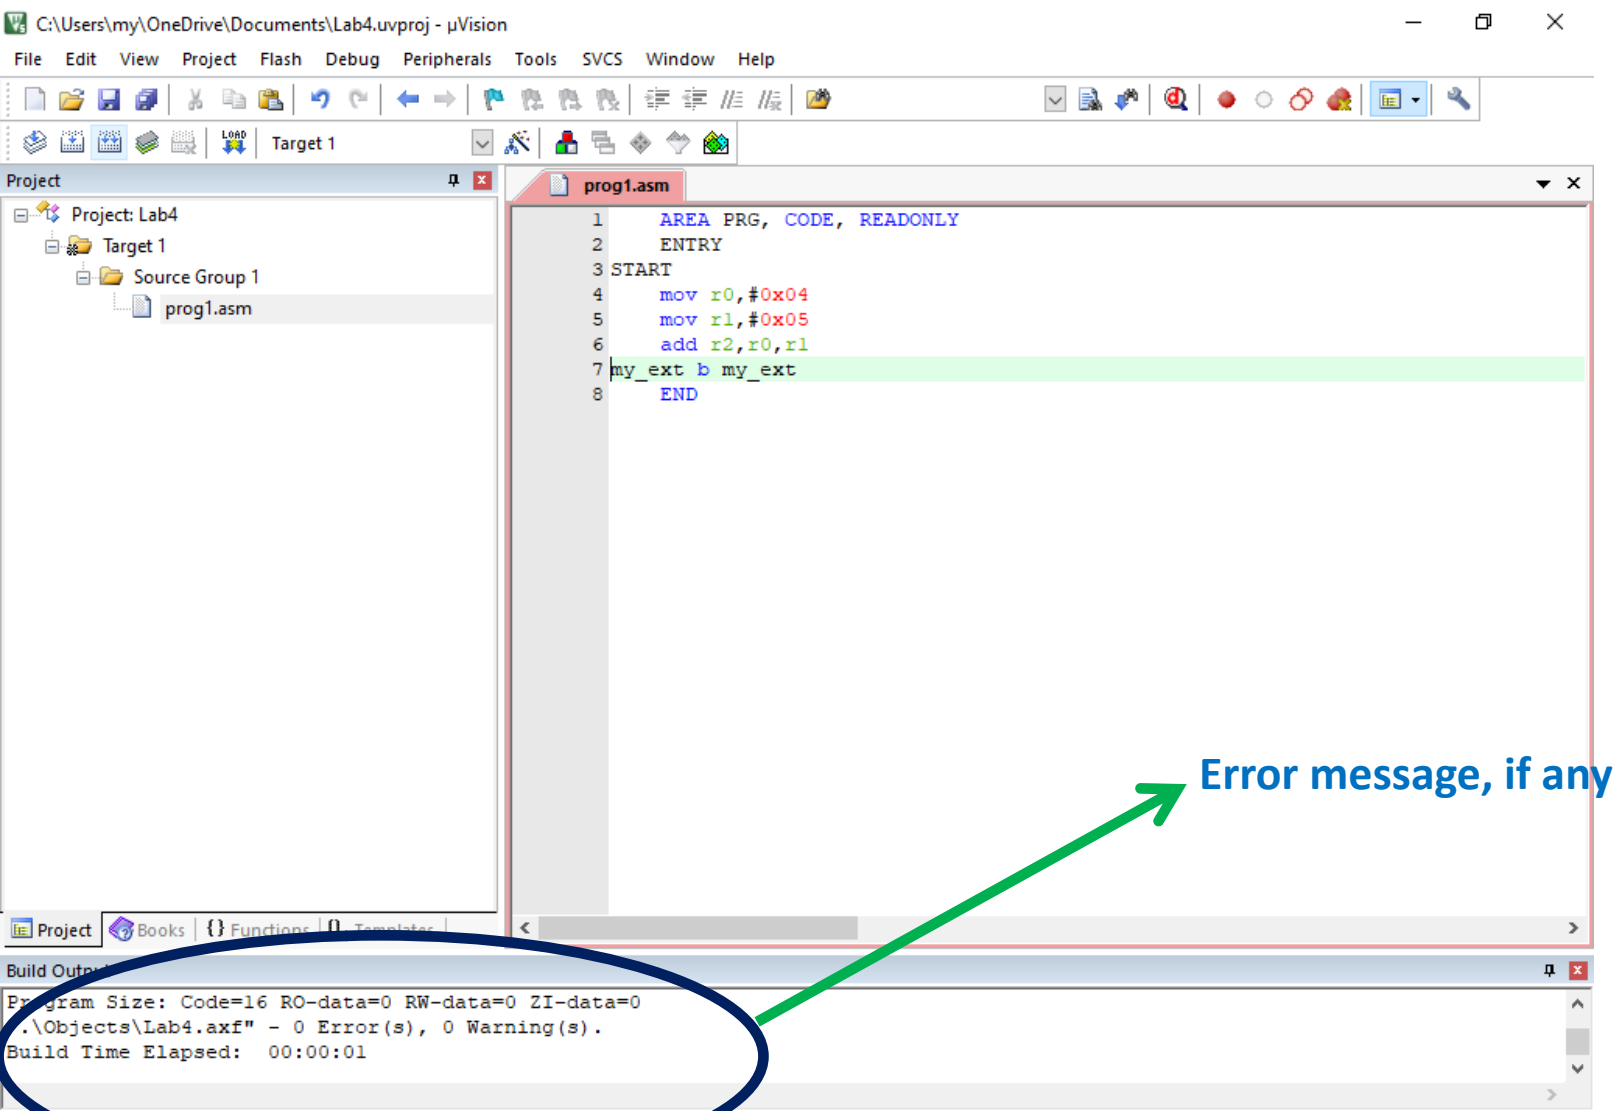 C:\Users\my\OneDrive\Documents\Lab4.uvproj - µVision
File Edit View Project Flash Debug Peripherals Tools SVCS Window Help
LOAD Target 1
Project
Project: Lab4
Target 1
Source Group 1
prog1.asm
prog1.asm
1 AREA PRG, CODE, READONLY
2 ENTRY
3 START
4 mov r0,#0x04
5 mov r1,#0x05
6 add r2,r0,r1
7 my_ext b my_ext
8 END
Error message, if any
Project Books {} Functions Templates
Build Output
Program Size: Code=16 RO-data=0 RW-data=0 ZI-data=0
.\Objects\Lab4.axf" - 0 Error(s), 0 Warning(s).
Build Time Elapsed: 00:00:01